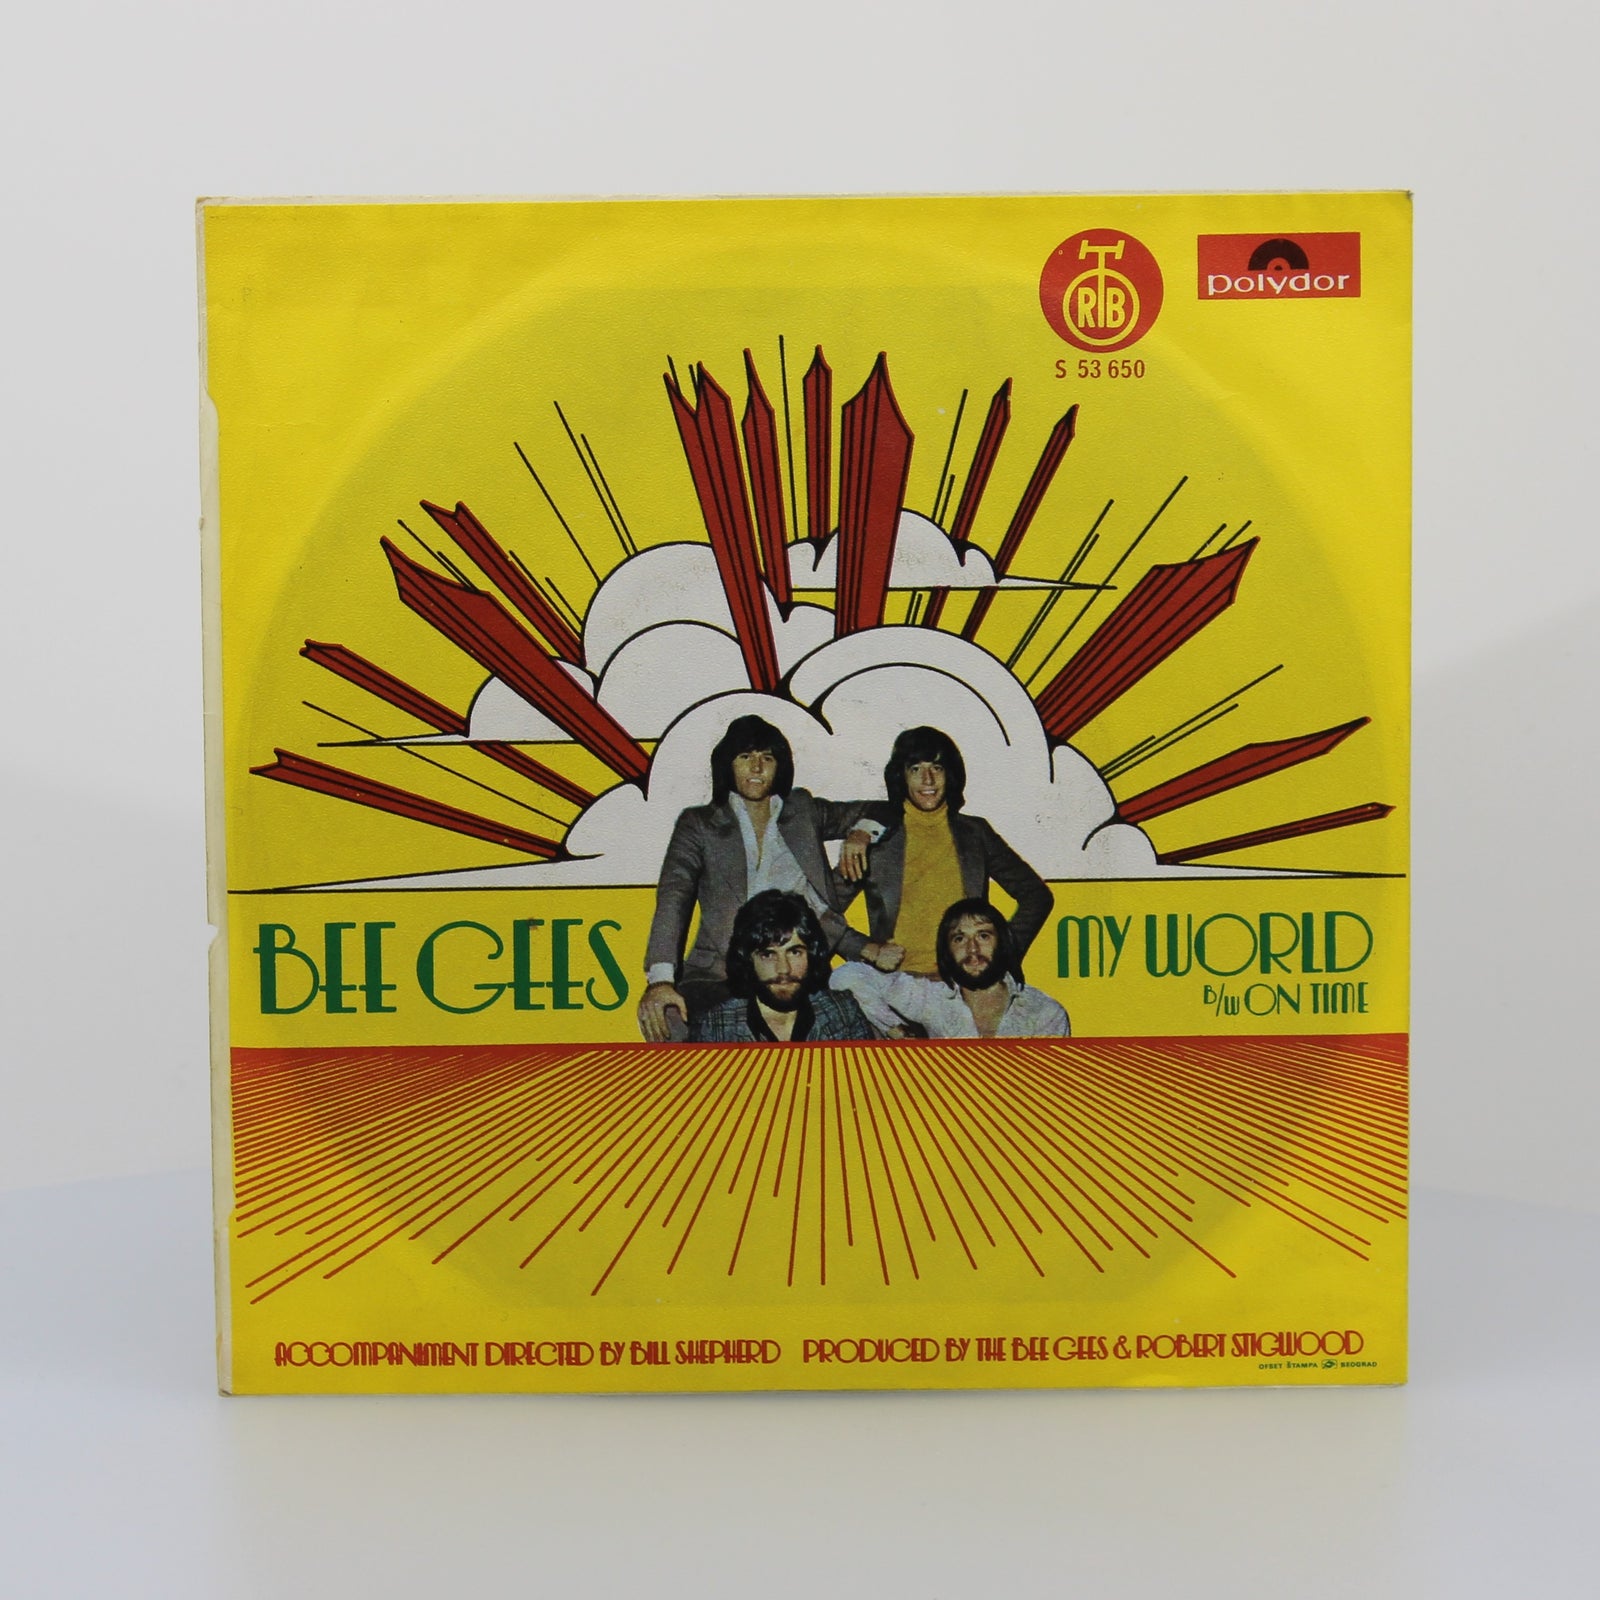 RTB
polydor
S 53 650
BEE GEES
MY WORLD
B/W ON TIME
ACCOMPANIMENT DIRECTED BY BILL SHEPHERD PRODUCED BY THE BEE GEES & ROBERT STIGWOOD
OFSET ŠTAMPA BEOGRAD